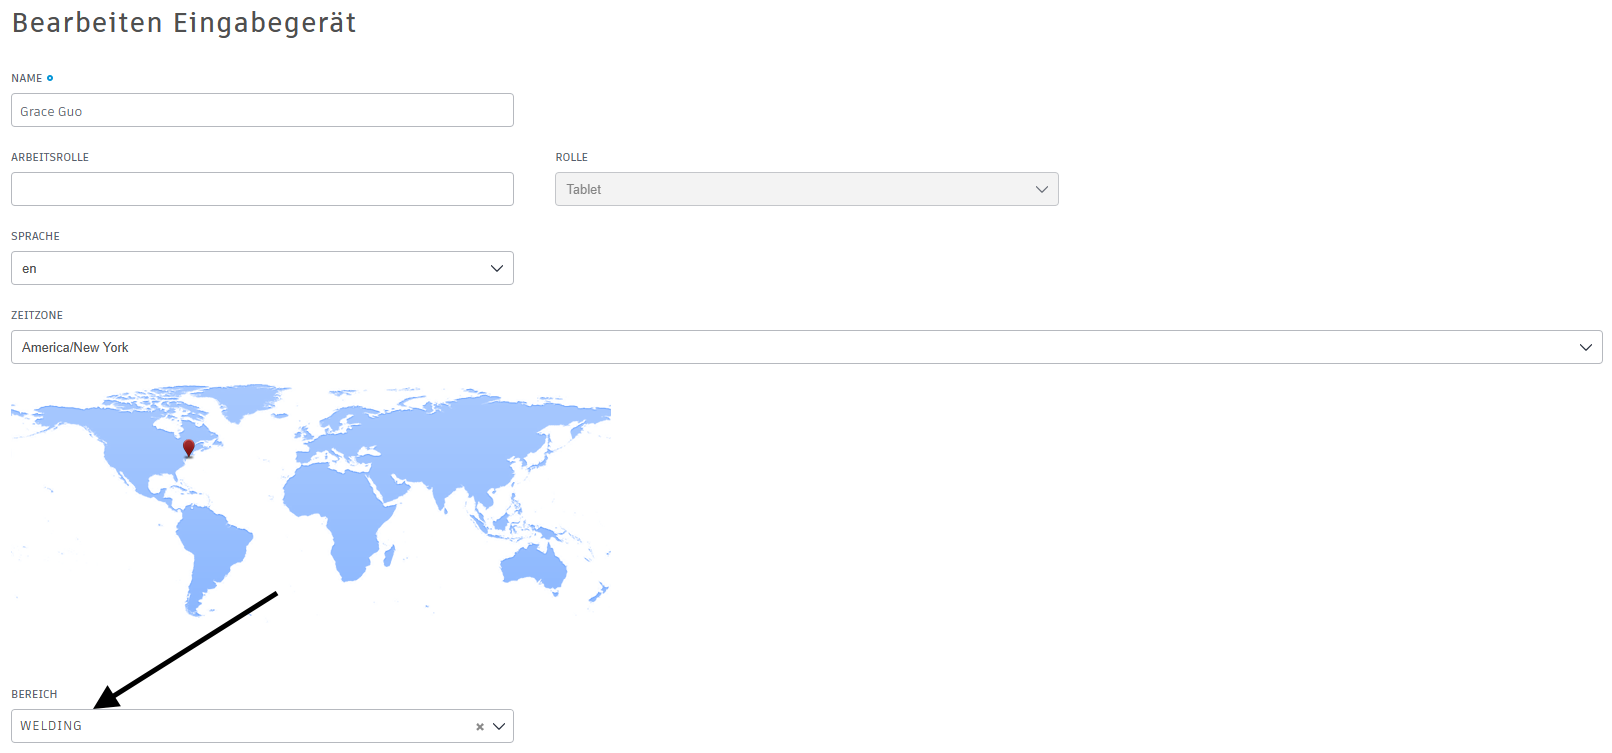 Bearbeiten Eingabegerät
NAME
Grace Guo
ARBEITSROLLE
ROLLE
Tablet
SPRACHE
en
ZEITZONE
America/New York
BEREICH
WELDING